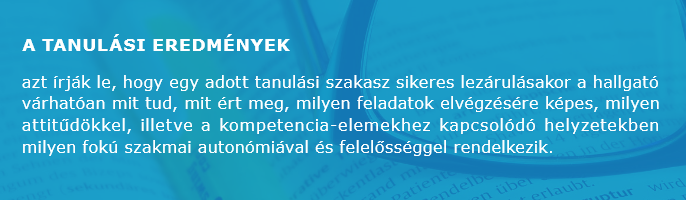 A TANULÁSI EREDMÉNYEK
azt írják le, hogy egy adott tanulási szakasz sikeres lezárulásakor a hallgató
várhatóan mit tud, mit ért meg, milyen feladatok elvégzésére képes, milyen
attitűdökkel, illetve a kompetencia-elemekhez kapcsolódó helyzetekben
milyen fokú szakmai autonómiával és felelősséggel rendelkezik.